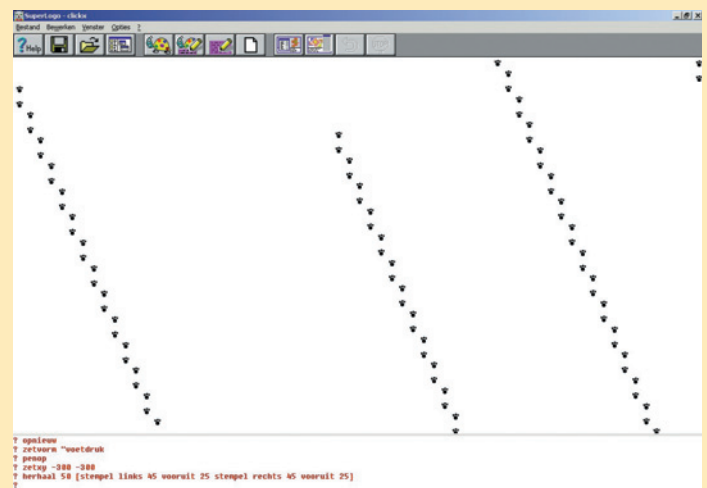 SuperLogo - clickx
Bestand Bewerken Venster Opties ?
?Help
? opnieuw
? zetvorm "voetdruk
? penop
? zetxy -300 -300
? herhaal 50 [stempel links 45 vooruit 25 stempel rechts 45 vooruit 25]
?